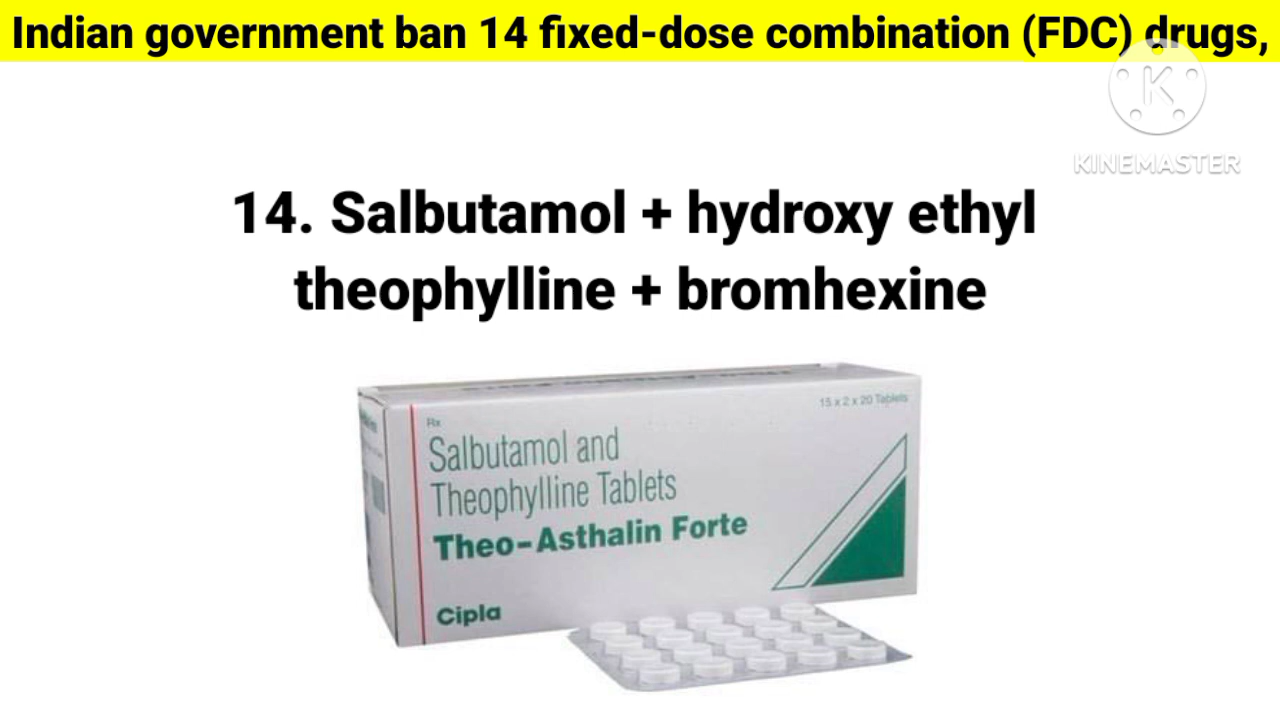 Indian government ban 14 fixed-dose combination (FDC) drugs,
KINEMASTER
14. Salbutamol + hydroxy ethyl
theophylline + bromhexine
15 x 2 x 20 Tablets
Rx
Salbutamol and
Theophylline Tablets
Theo-Asthalin Forte
Cipla